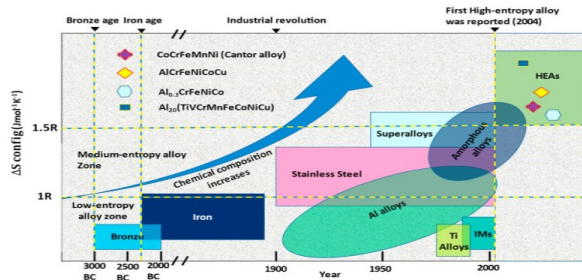 First High-entropy alloy
was reported (2004)
Bronze age
Iron age
Industrial revolution
CoCrFeMnNi (Cantor alloy)
AlCrFeNiCoCu
Al0.3CrFeNiCo
Al20(TiVCrMnFeCoNiCu)
HEAs
ΔS config(Jmol-1K-1)
1.5R
Superalloys
Amorphous
alloys
Medium-entropy alloy
Zone
Chemical composition
increases
Stainless Steel
1R
Low-entropy
alloy zone
Iron
Al alloys
Bronze
Ti
Alloys
IMs
3000
BC
2500
BC
2000
BC
1900
Year
1950
2000